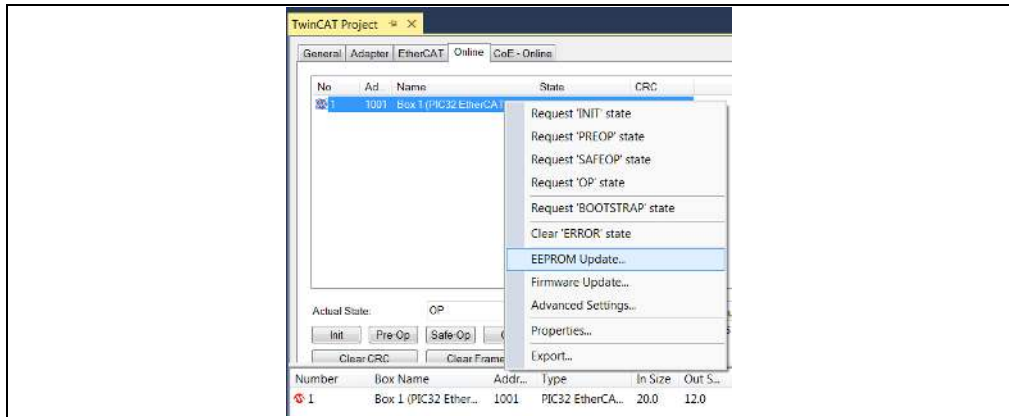 TwinCAT Project
General Adapter EtherCAT Online CoE - Online
No Ad Name State CRC
1 1001 Box 1 (PIC32 EtherCAT
Request 'INIT' state
Request 'PREOP' state
Request 'SAFEOP' state
Request 'OP' state
Request 'BOOTSTRAP' state
Clear 'ERROR' state
EEPROM Update...
Firmware Update...
Advanced Settings...
Properties...
Export...
Actual State: OP
Init Pre-Op Safe-Op
Clear CRC Clear Frame
Number Box Name Addr... Type In Size Out S...
1 Box 1 (PIC32 Ether... 1001 PIC32 EtherCA... 20.0 12.0